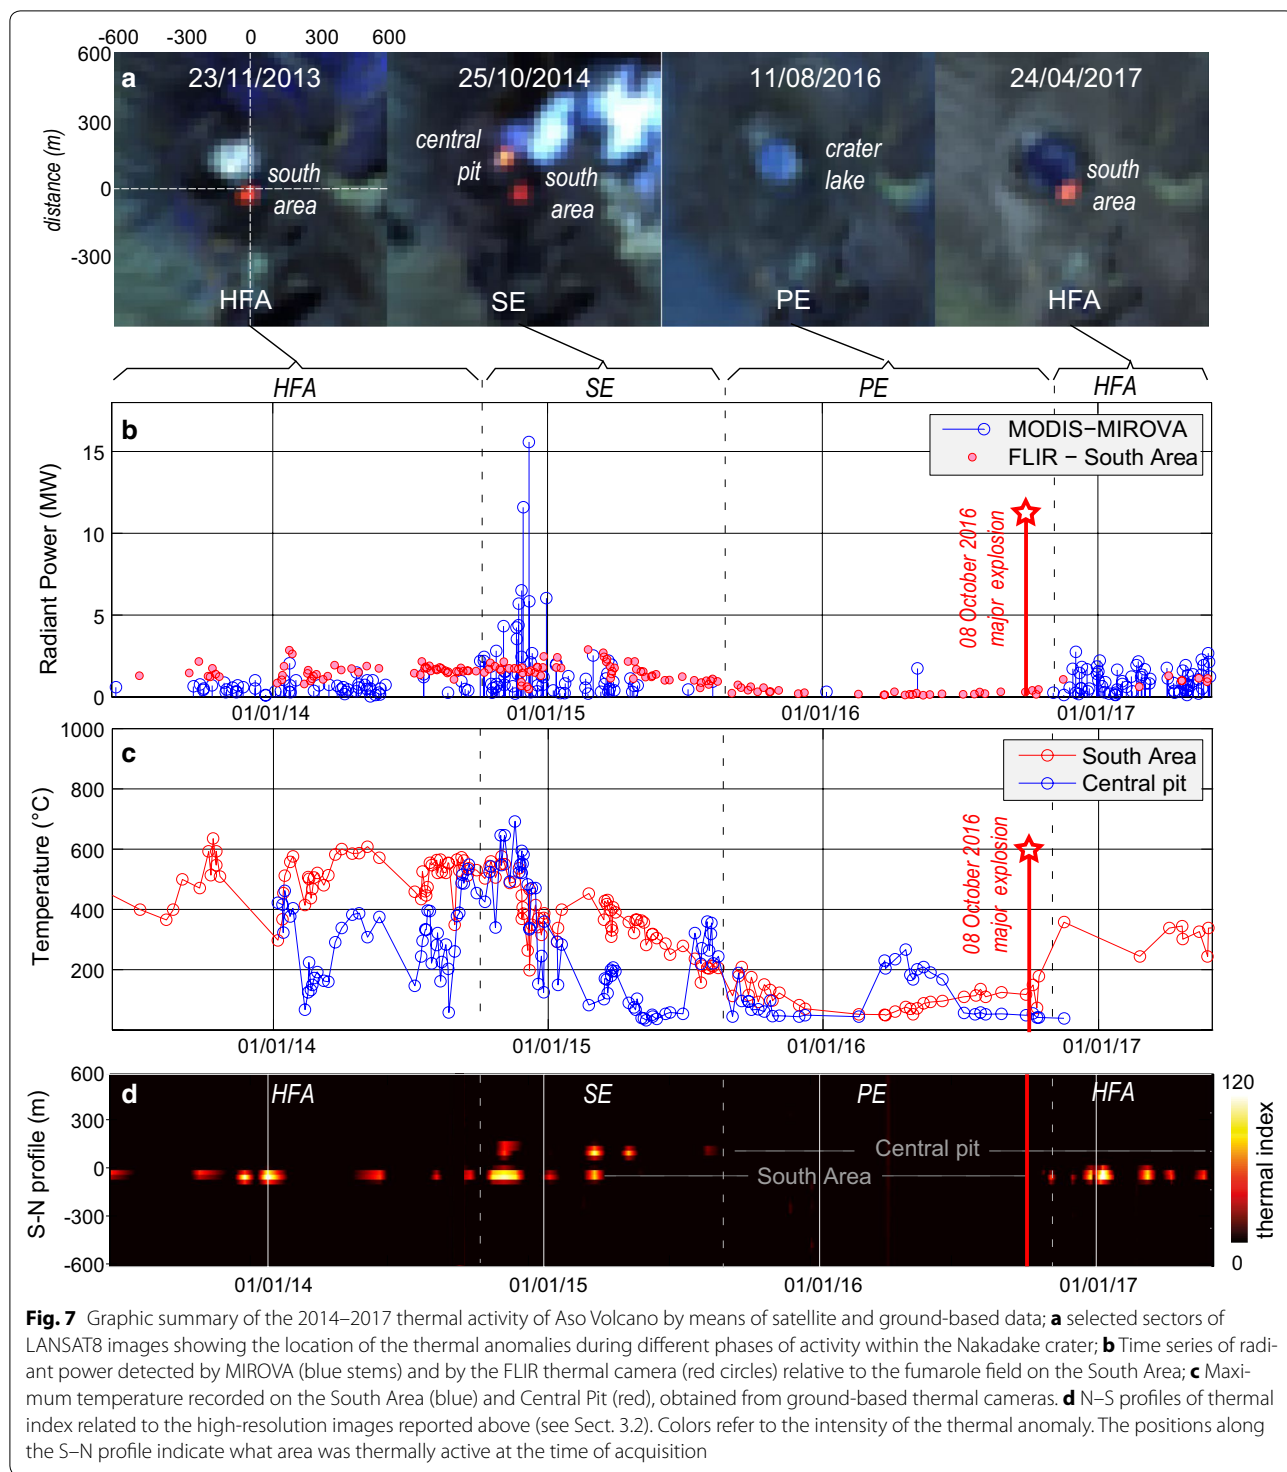 -600 -300 0 300 600
600
300
0
-300
distance (m)
a
23/11/2013
south
area
HFA
25/10/2014
central
pit
south
area
SE
11/08/2016
crater
lake
PE
24/04/2017
south
area
HFA
HFA
SE
PE
HFA
b
MODIS−MIROVA
FLIR − South Area
15
10
5
0
Radiant Power (MW)
08 October 2016
major explosion
01/01/14
01/01/15
01/01/16
01/01/17
c
South Area
Central pit
1000
800
600
400
200
Temperature (°C)
08 October 2016
major explosion
01/01/14
01/01/15
01/01/16
01/01/17
600
300
0
-300
-600
S-N profile (m)
d
HFA
SE
PE
HFA
Central pit
South Area
120
0
thermal index
01/01/14
01/01/15
01/01/16
01/01/17
Fig. 7 Graphic summary of the 2014–2017 thermal activity of Aso Volcano by means of satellite and ground-based data; a selected sectors of
LANSAT8 images showing the location of the thermal anomalies during different phases of activity within the Nakadake crater; b Time series of radi-
ant power detected by MIROVA (blue stems) and by the FLIR thermal camera (red circles) relative to the fumarole field on the South Area; c Maxi-
mum temperature recorded on the South Area (blue) and Central Pit (red), obtained from ground-based thermal cameras. d N–S profiles of thermal
index related to the high-resolution images reported above (see Sect. 3.2). Colors refer to the intensity of the thermal anomaly. The positions along
the S–N profile indicate what area was thermally active at the time of acquisition